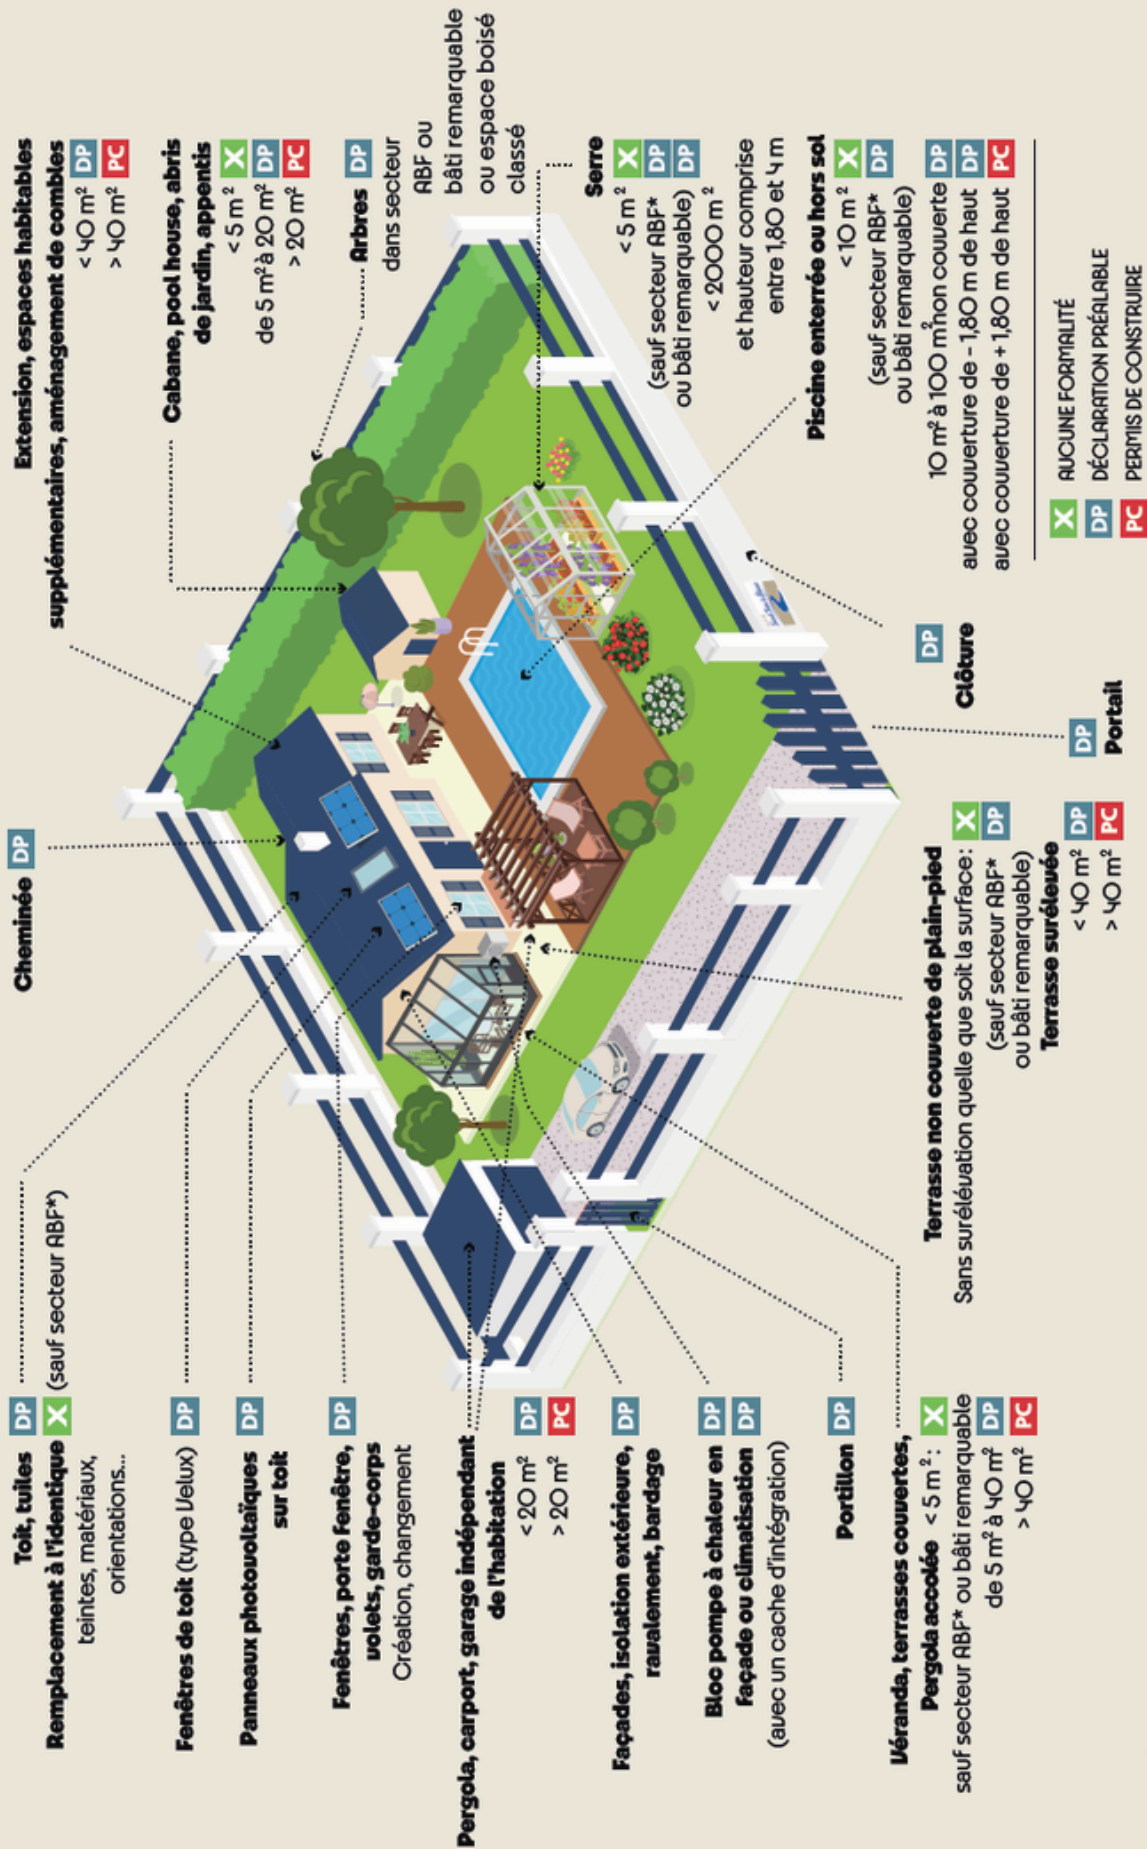 Toit, tuiles DP
Remplacement à l'identique X (sauf secteur ABF*)
teintes, matériaux,
orientations...
Fenêtres de toit (type Velux) DP
Panneaux photovoltaïques DP
sur toit
Fenêtres, porte fenêtre, DP
volets, garde-corps
Création, changement
Pergola, carport, garage indépendant
de l'habitation
< 20 m² DP
> 20 m² PC
Façades, isolation extérieure, DP
ravalement, bardage
Bloc pompe à chaleur en DP
façade ou climatisation DP
(avec un cache d'intégration)
Portillon DP
Véranda, terrasses couvertes,
Pergola accolée < 5 m² : X
sauf secteur ABF* ou bâti remarquable
de 5 m² à 40 m² DP
> 40 m² PC
Cheminée DP
Terrasse non couverte de plain-pied
Sans surélévation quelle que soit la surface : X
(sauf secteur ABF* DP
ou bâti remarquable)
Terrasse surélevée
< 40 m² DP
> 40 m² PC
DP
Portail
DP
Clôture
Extension, espaces habitables
supplémentaires, aménagement de combles
< 40 m² DP
> 40 m² PC
Cabane, pool house, abris
de jardin, appentis
< 5 m² X
de 5 m² à 20 m² DP
> 20 m² PC
Arbres DP
dans secteur
ABF ou
bâti remarquable
ou espace boisé
classé
Serre
< 5 m² X
(sauf secteur ABF* DP
ou bâti remarquable) DP
< 2000 m²
et hauteur comprise
entre 1,80 et 4 m
Piscine enterrée ou hors sol
< 10 m² X
(sauf secteur ABF* DP
ou bâti remarquable)
10 m² à 100 m² non couverte DP
avec couverture de - 1,80 m de haut DP
avec couverture de + 1,80 m de haut PC
X AUCUNE FORMALITÉ
DP DÉCLARATION PRÉALABLE
PC PERMIS DE CONSTRUIRE